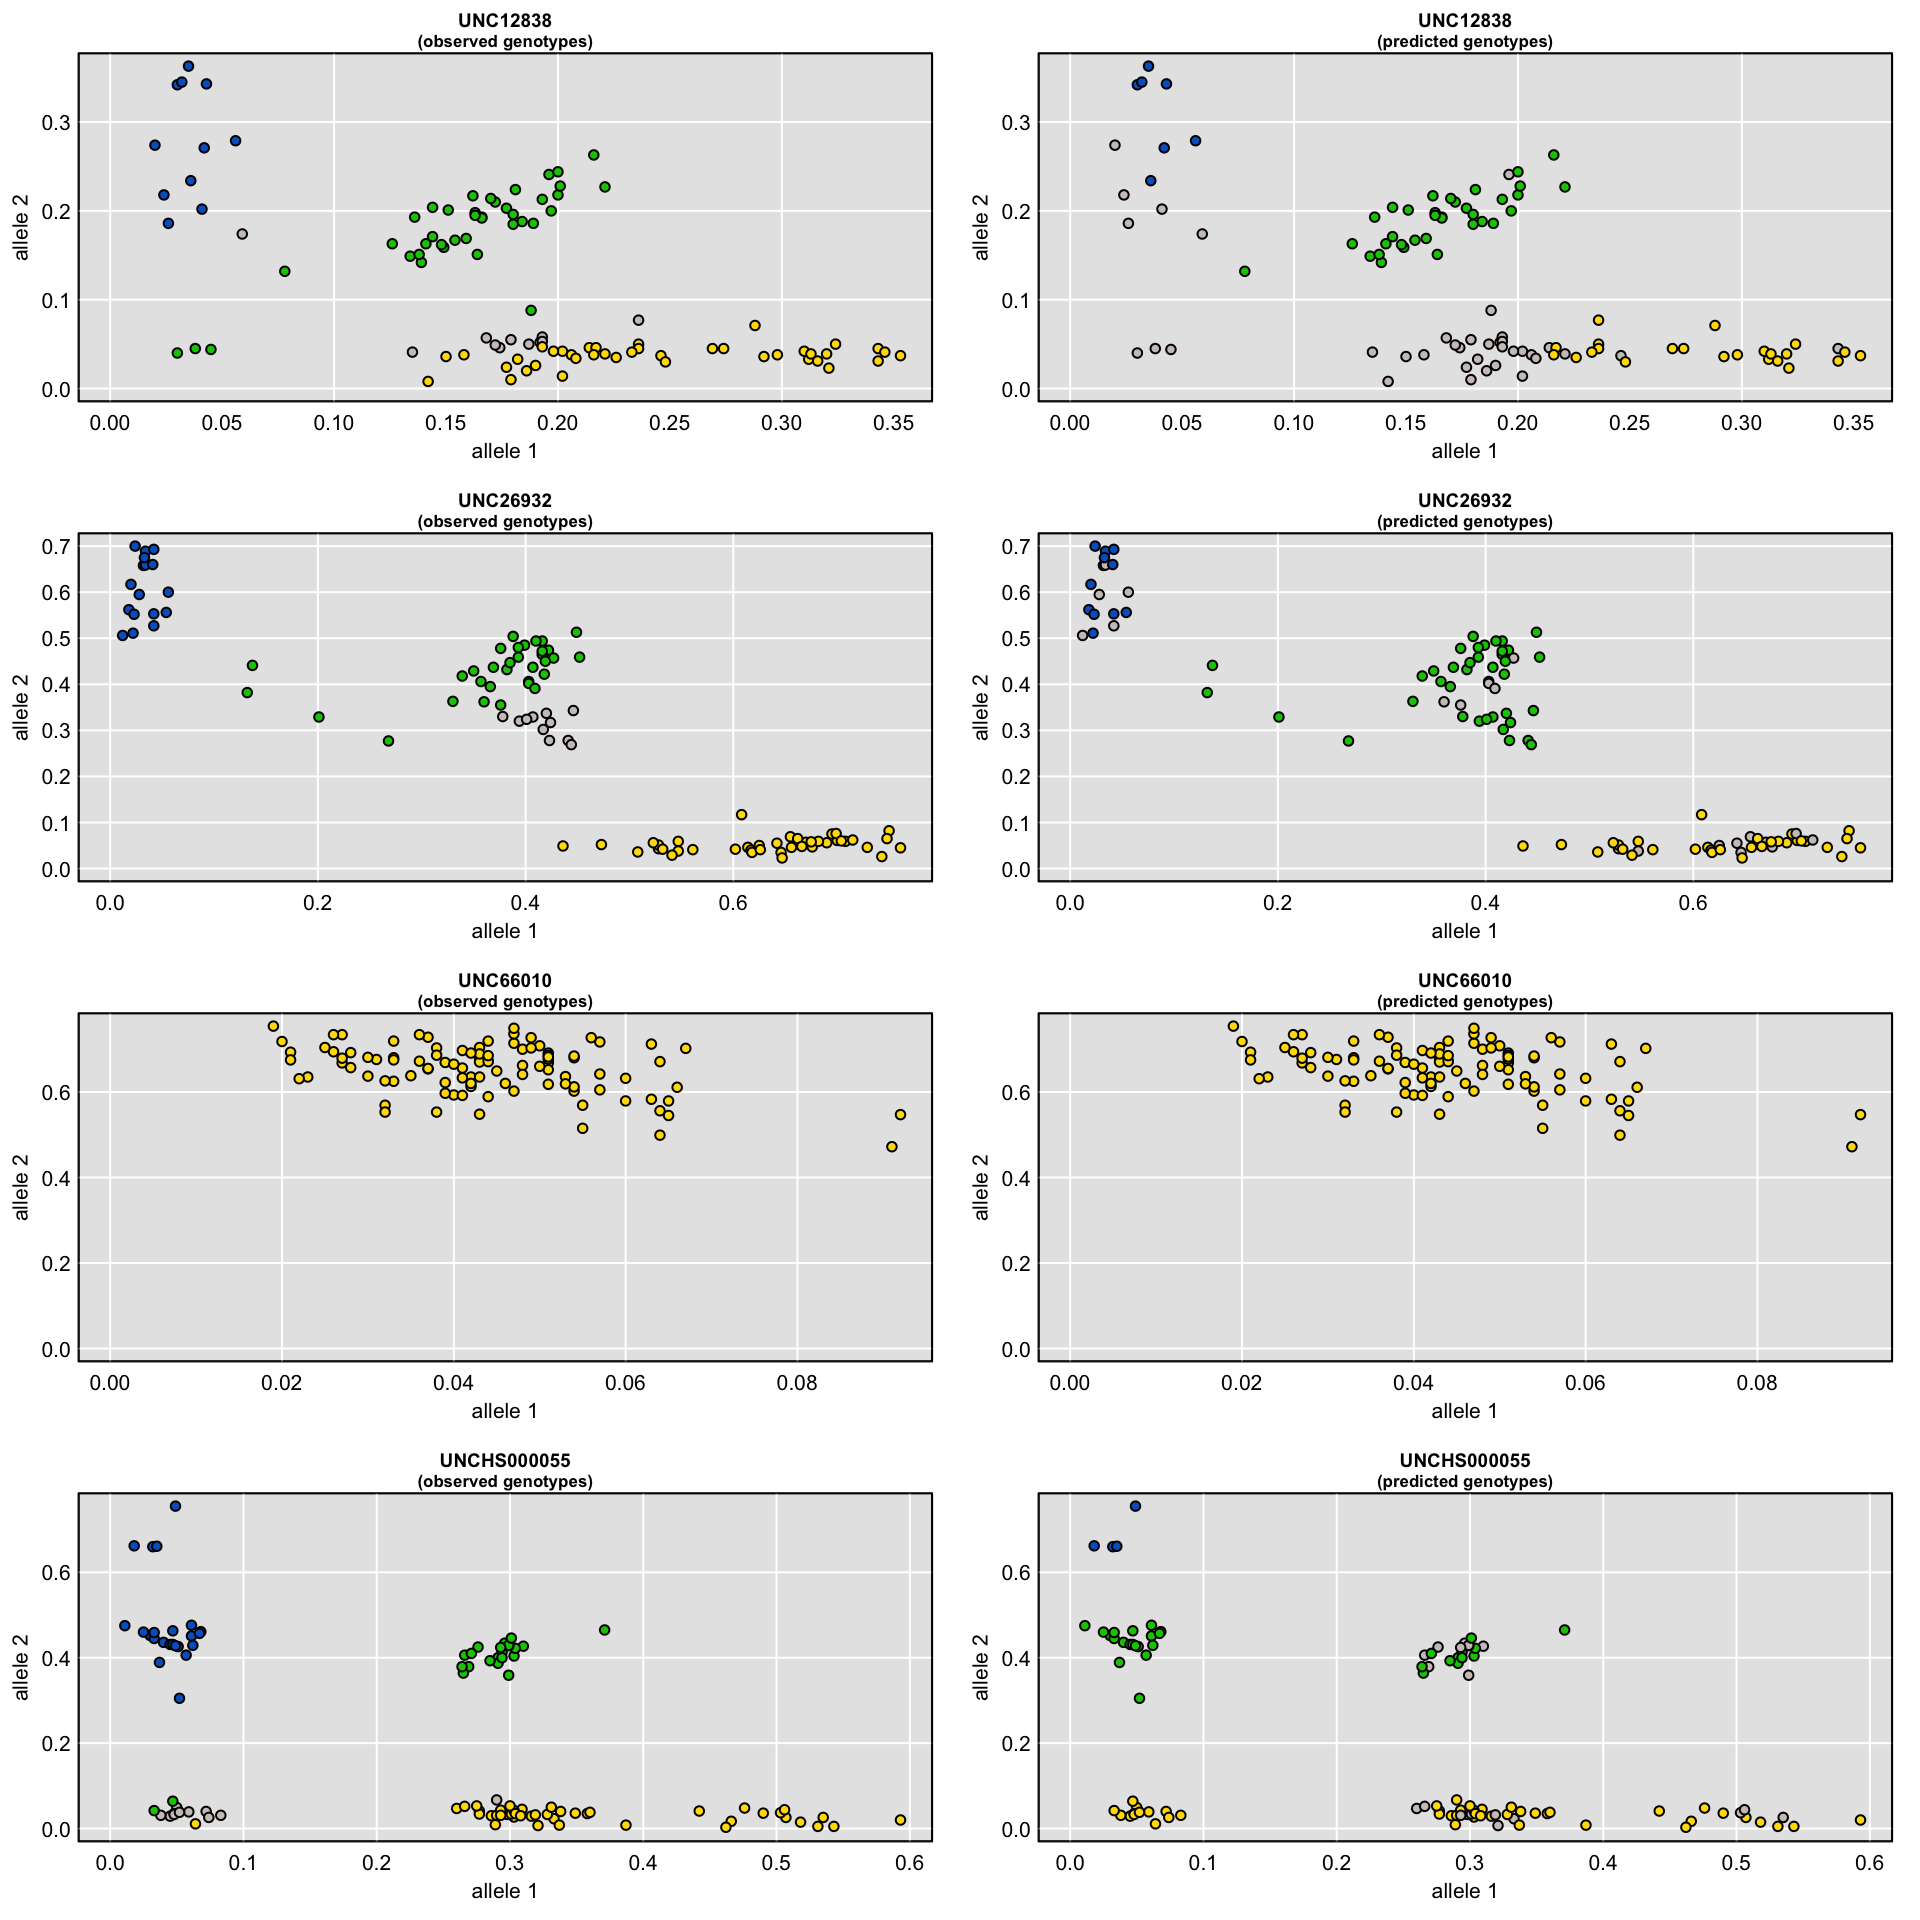 UNC12838
(observed genotypes)
allele 2
0.3
0.2
0.1
0.0
0.00 0.05 0.10 0.15 0.20 0.25 0.30 0.35
allele 1
UNC12838
(predicted genotypes)
allele 2
0.3
0.2
0.1
0.0
0.00 0.05 0.10 0.15 0.20 0.25 0.30 0.35
allele 1
UNC26932
(observed genotypes)
allele 2
0.7
0.6
0.5
0.4
0.3
0.2
0.1
0.0
0.0 0.2 0.4 0.6
allele 1
UNC26932
(predicted genotypes)
allele 2
0.7
0.6
0.5
0.4
0.3
0.2
0.1
0.0
0.0 0.2 0.4 0.6
allele 1
UNC66010
(observed genotypes)
allele 2
0.6
0.4
0.2
0.0
0.00 0.02 0.04 0.06 0.08
allele 1
UNC66010
(predicted genotypes)
allele 2
0.6
0.4
0.2
0.0
0.00 0.02 0.04 0.06 0.08
allele 1
UNCHS000055
(observed genotypes)
allele 2
0.6
0.4
0.2
0.0
0.0 0.1 0.2 0.3 0.4 0.5 0.6
allele 1
UNCHS000055
(predicted genotypes)
allele 2
0.6
0.4
0.2
0.0
0.0 0.1 0.2 0.3 0.4 0.5 0.6
allele 1